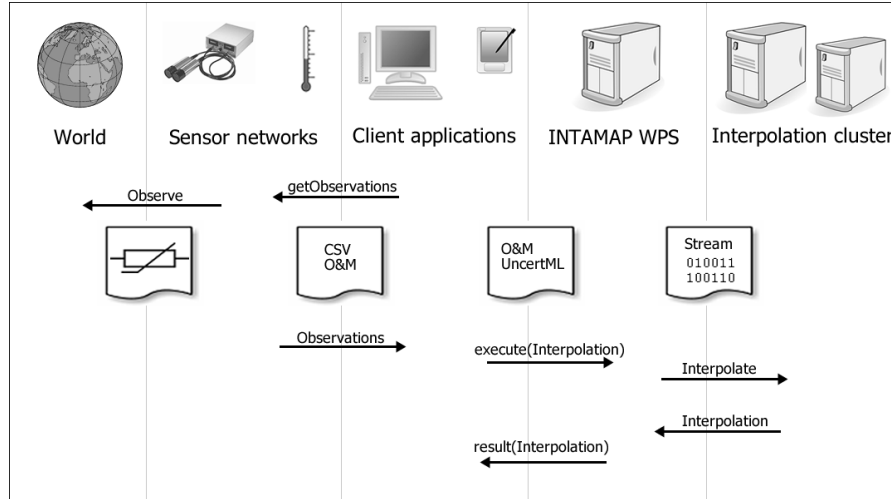 World
Sensor networks
Client applications
INTAMAP WPS
Interpolation cluster
Observe
getObservations
CSV
O&M
O&M
UncertML
Stream
010011
100110
Observations
execute(Interpolation)
Interpolate
Interpolation
result(Interpolation)